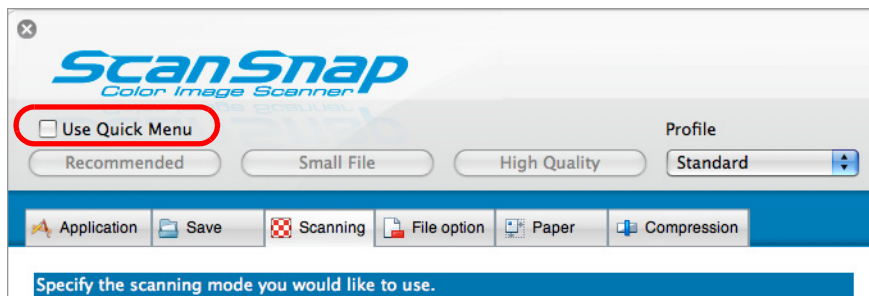 ScanSnap
Color Image Scanner
Use Quick Menu
Profile
Recommended Small File High Quality Standard
Application Save Scanning File option Paper Compression
Specify the scanning mode you would like to use.